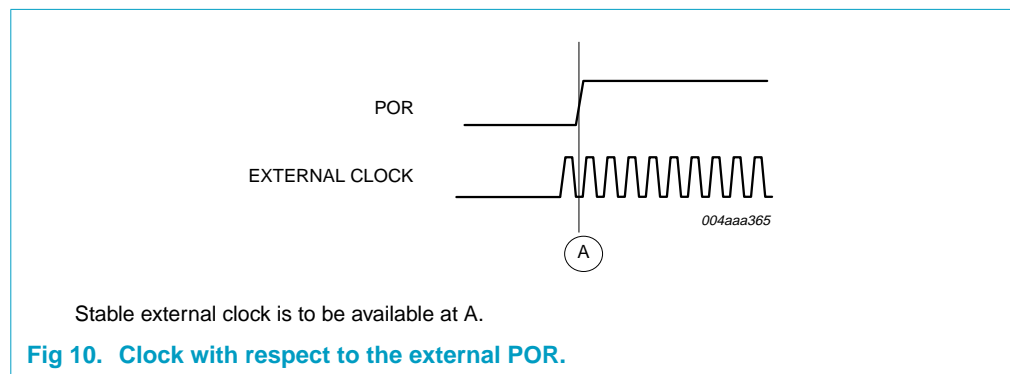 POR
EXTERNAL CLOCK
004aaa365
A
Stable external clock is to be available at A.
Fig 10. Clock with respect to the external POR.